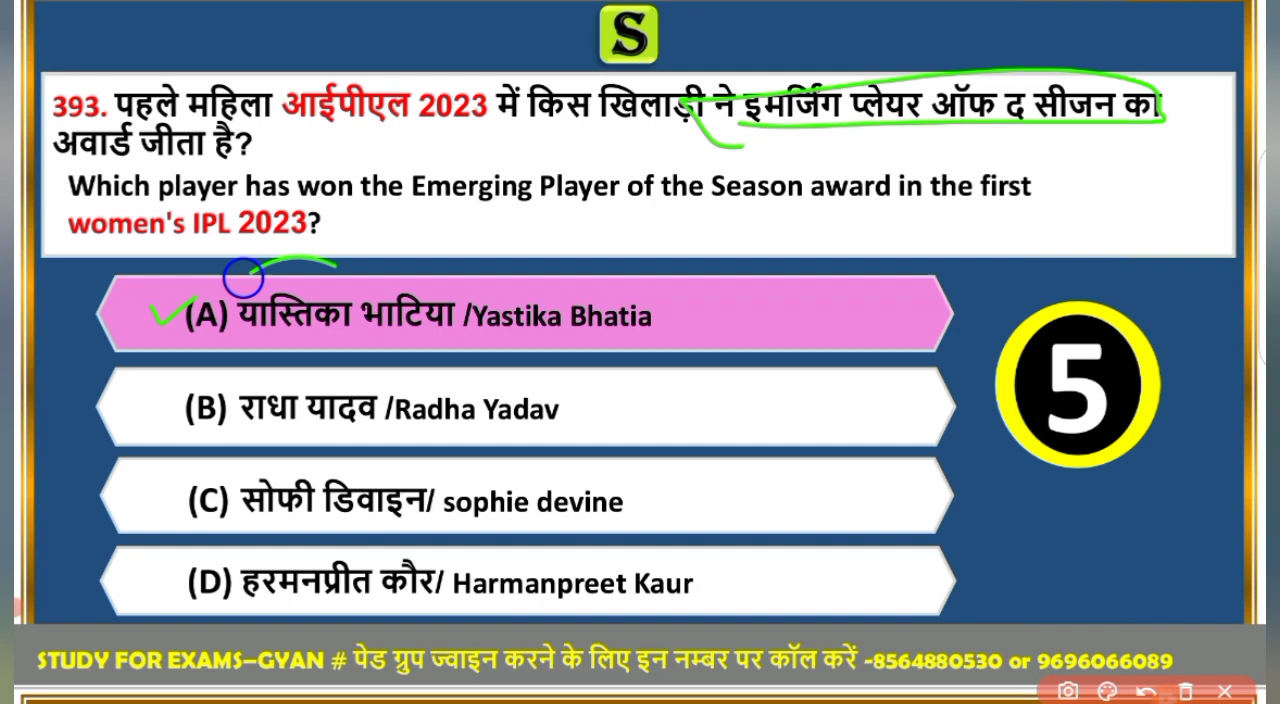 S
393. पहले महिला आईपीएल 2023 में किस खिलाड़ी ने इमर्जिंग प्लेयर ऑफ द सीजन का
अवार्ड जीता है?
Which player has won the Emerging Player of the Season award in the first
women's IPL 2023?
(A) यास्तिका भाटिया /Yastika Bhatia
(B) राधा यादव /Radha Yadav
5
(C) सोफी डिवाइन/ sophie devine
(D) हरमनप्रीत कौर/ Harmanpreet Kaur
STUDY FOR EXAMS–GYAN # पेड ग्रुप ज्वाइन करने के लिए इन नम्बर पर कॉल करें -8564880530 or 9696066089